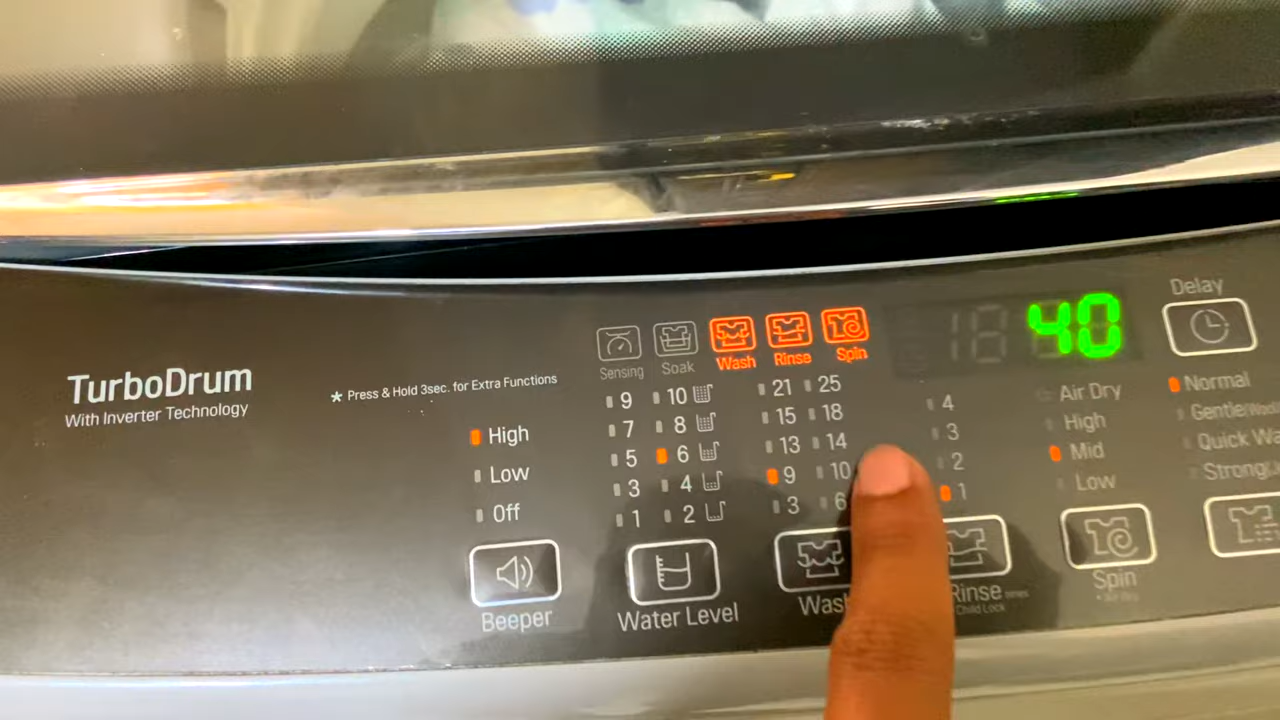 TurboDrum
With Inverter Technology
* Press & Hold 3sec. for Extra Functions
High
Low
Off
Beeper
Sensing
Soak
Wash
Rinse
Spin
9 10
7 8
5 6
3 4
1 2
Water Level
21 25
15 18
13 14
9 10
3 6
Wash
4
3
2
1
Rinse
Child Lock
40
Air Dry
High
Mid
Low
Spin
Delay
Normal
Gentle
Quick
Strong